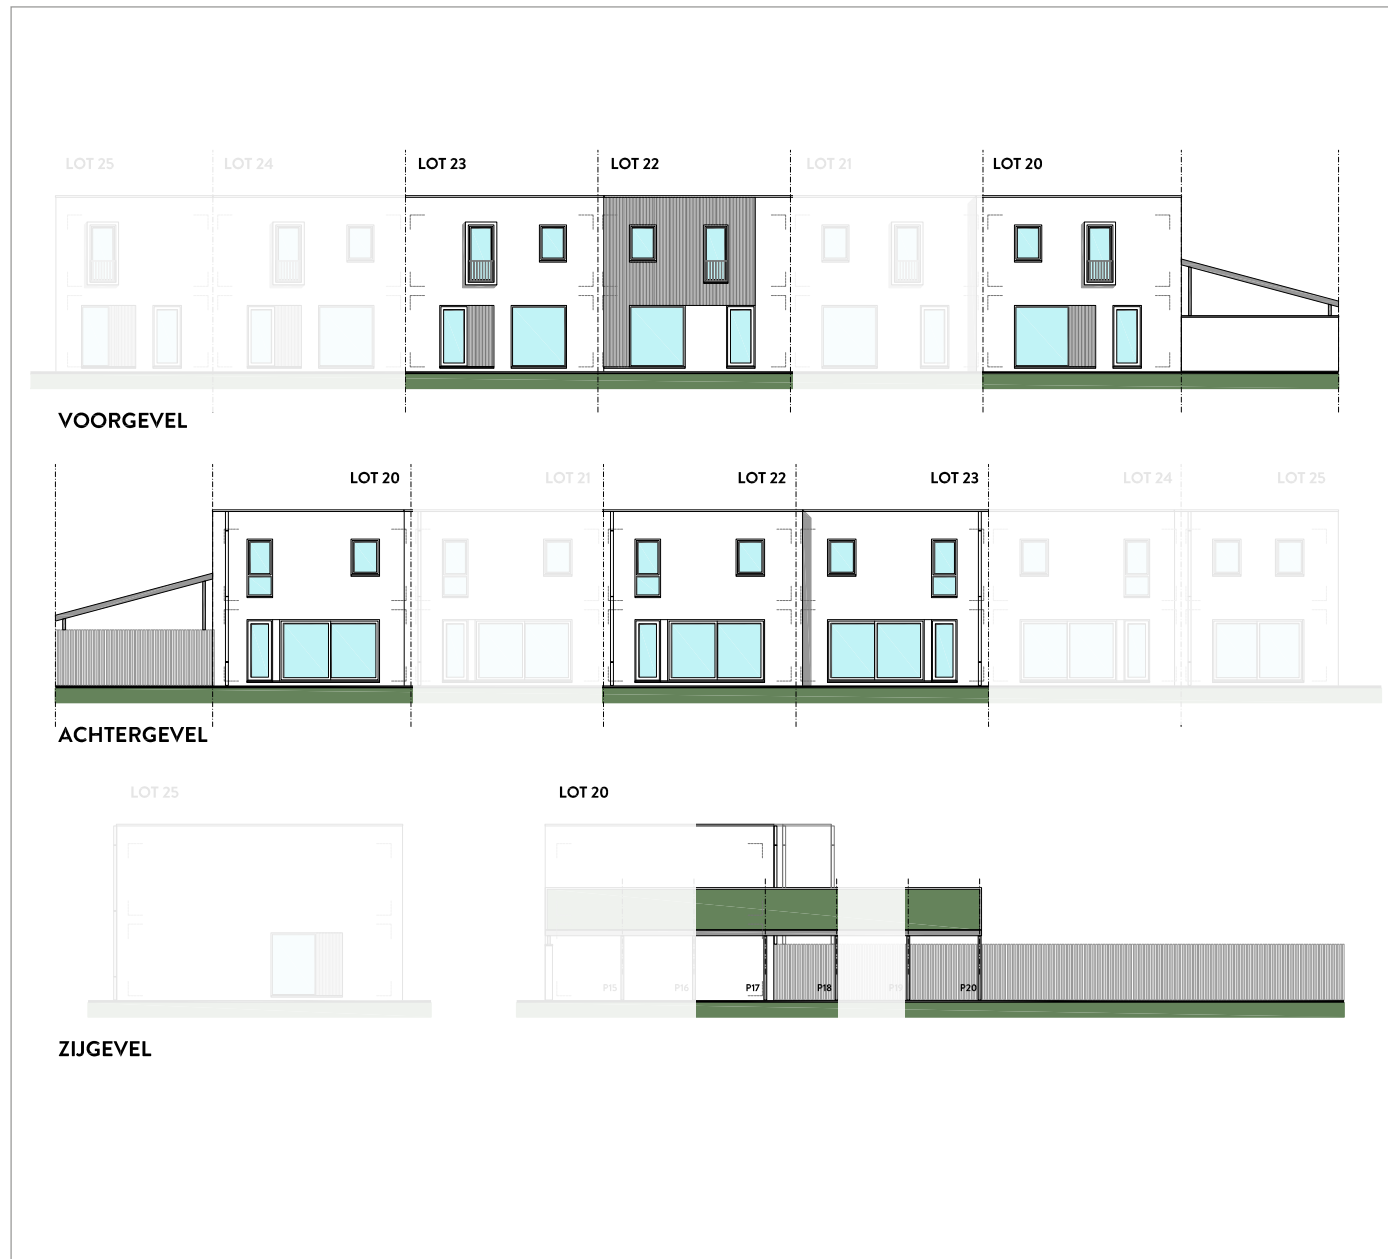 LOT 25 LOT 24 LOT 23 LOT 22 LOT 21 LOT 20
VOORGEVEL
LOT 20 LOT 21 LOT 22 LOT 23 LOT 24 LOT 25
ACHTERGEVEL
LOT 25 LOT 20
P15 P16 P17 P18 P19 P20
ZIJGEVEL